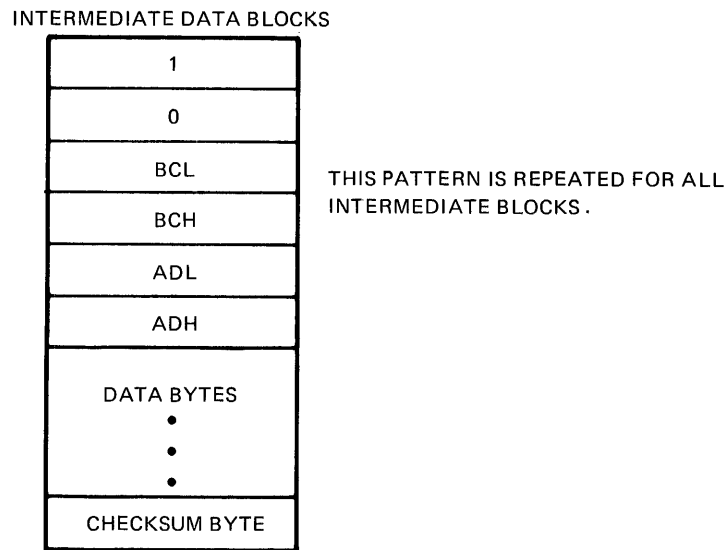 INTERMEDIATE DATA BLOCKS
1
0
BCL
BCH
ADL
ADH
DATA BYTES
CHECKSUM BYTE
THIS PATTERN IS REPEATED FOR ALL
INTERMEDIATE BLOCKS.